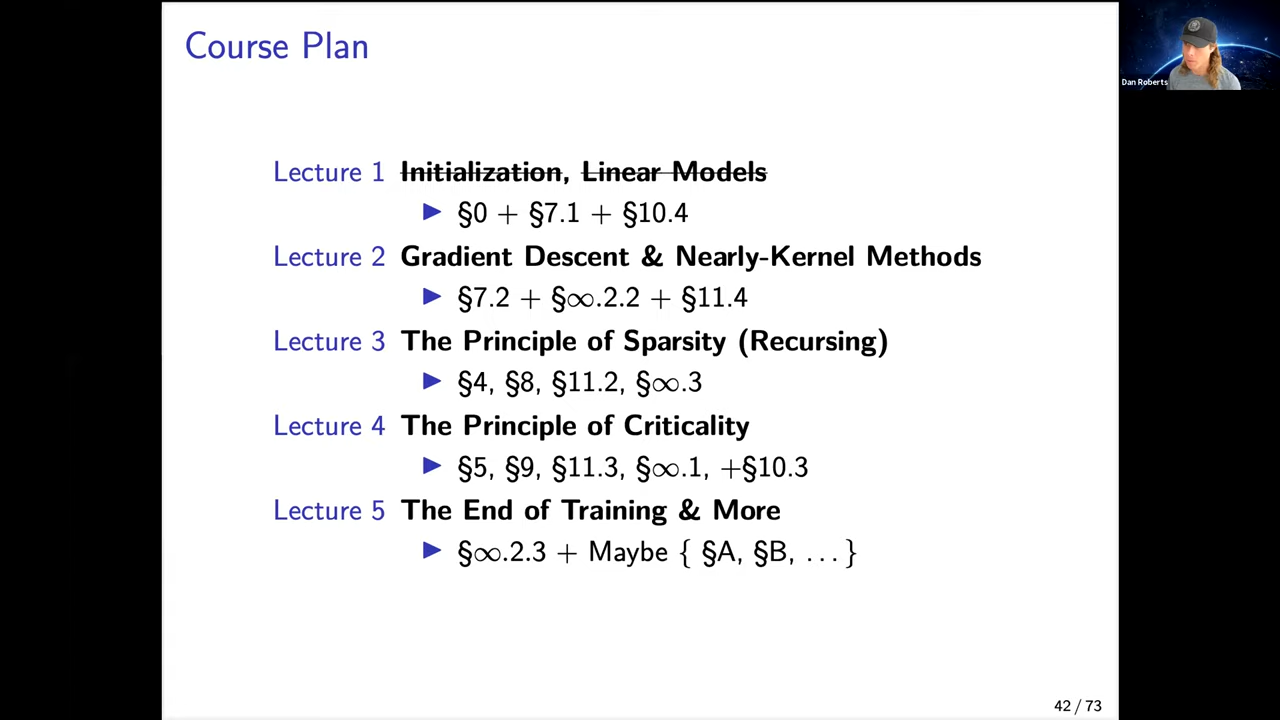 Course Plan
Dan Roberts
Lecture 1 Initialization, Linear Models
▶ §0 + §7.1 + §10.4
Lecture 2 Gradient Descent & Nearly-Kernel Methods
▶ §7.2 + §∞.2.2 + §11.4
Lecture 3 The Principle of Sparsity (Recursing)
▶ §4, §8, §11.2, §∞.3
Lecture 4 The Principle of Criticality
▶ §5, §9, §11.3, §∞.1, +§10.3
Lecture 5 The End of Training & More
▶ §∞.2.3 + Maybe { §A, §B, ... }
42 / 73